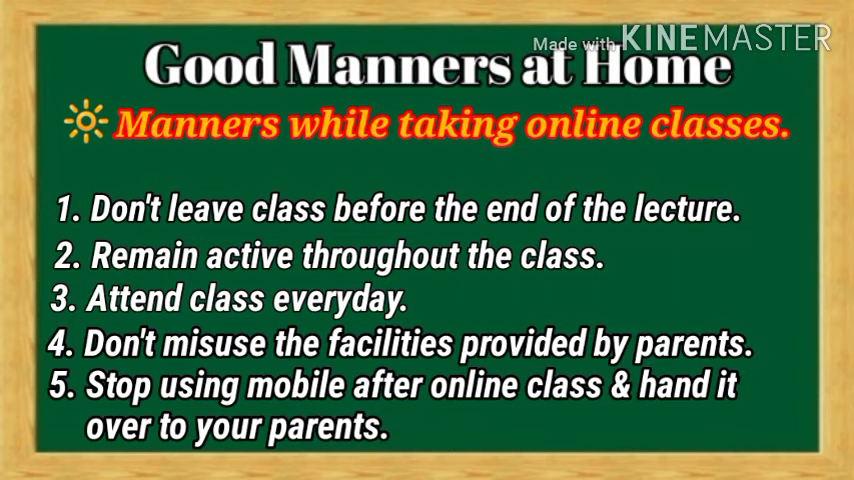 Made with KINEMASTER
Good Manners at Home
Manners while taking online classes.
1. Don't leave class before the end of the lecture.
2. Remain active throughout the class.
3. Attend class everyday.
4. Don't misuse the facilities provided by parents.
5. Stop using mobile after online class & hand it
over to your parents.